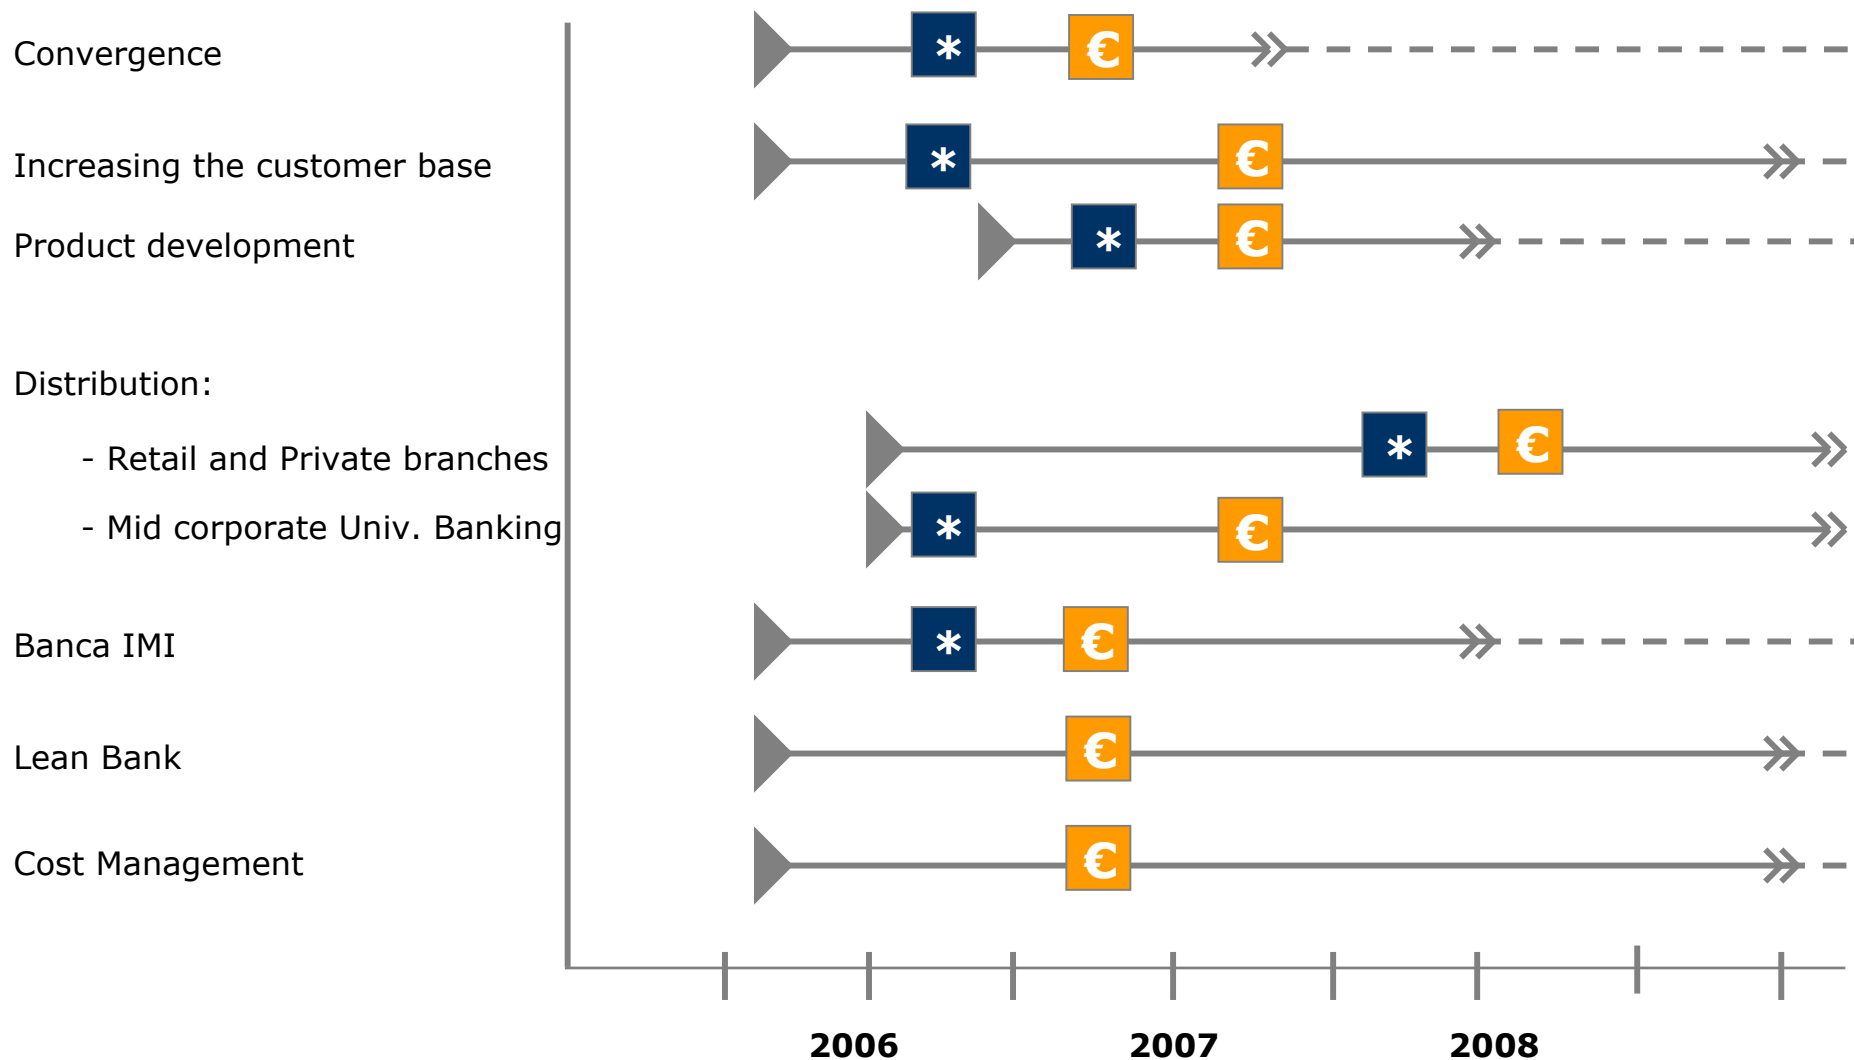 Convergence * €
Increasing the customer base * €
Product development * €
Distribution:
- Retail and Private branches * €
- Mid corporate Univ. Banking * €
Banca IMI * €
Lean Bank €
Cost Management €
2006 2007 2008